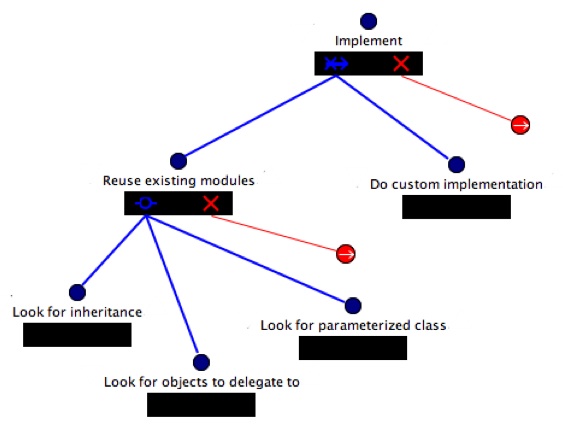 Implement
Reuse existing modules
Do custom implementation
Look for inheritance
Look for parameterized class
Look for objects to delegate to